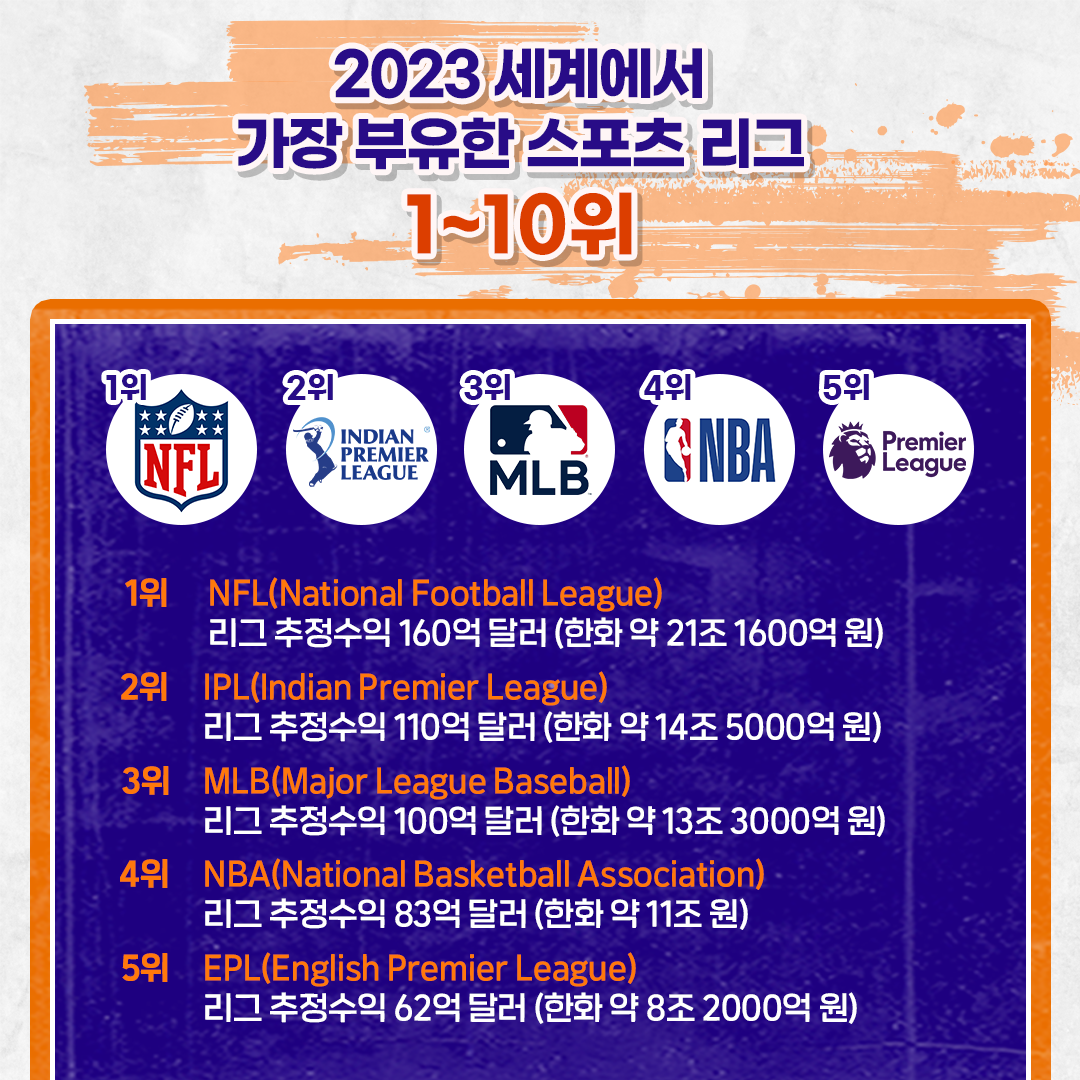 2023 세계에서
가장 부유한 스포츠 리그
1~10위
1위 2위 3위 4위 5위
NFL
INDIAN
PREMIER
LEAGUE
®
MLB
NBA
Premier
League
1위 NFL(National Football League)
리그 추정수익 160억 달러 (한화 약 21조 1600억 원)
2위 IPL(Indian Premier League)
리그 추정수익 110억 달러 (한화 약 14조 5000억 원)
3위 MLB(Major League Baseball)
리그 추정수익 100억 달러 (한화 약 13조 3000억 원)
4위 NBA(National Basketball Association)
리그 추정수익 83억 달러 (한화 약 11조 원)
5위 EPL(English Premier League)
리그 추정수익 62억 달러 (한화 약 8조 2000억 원)